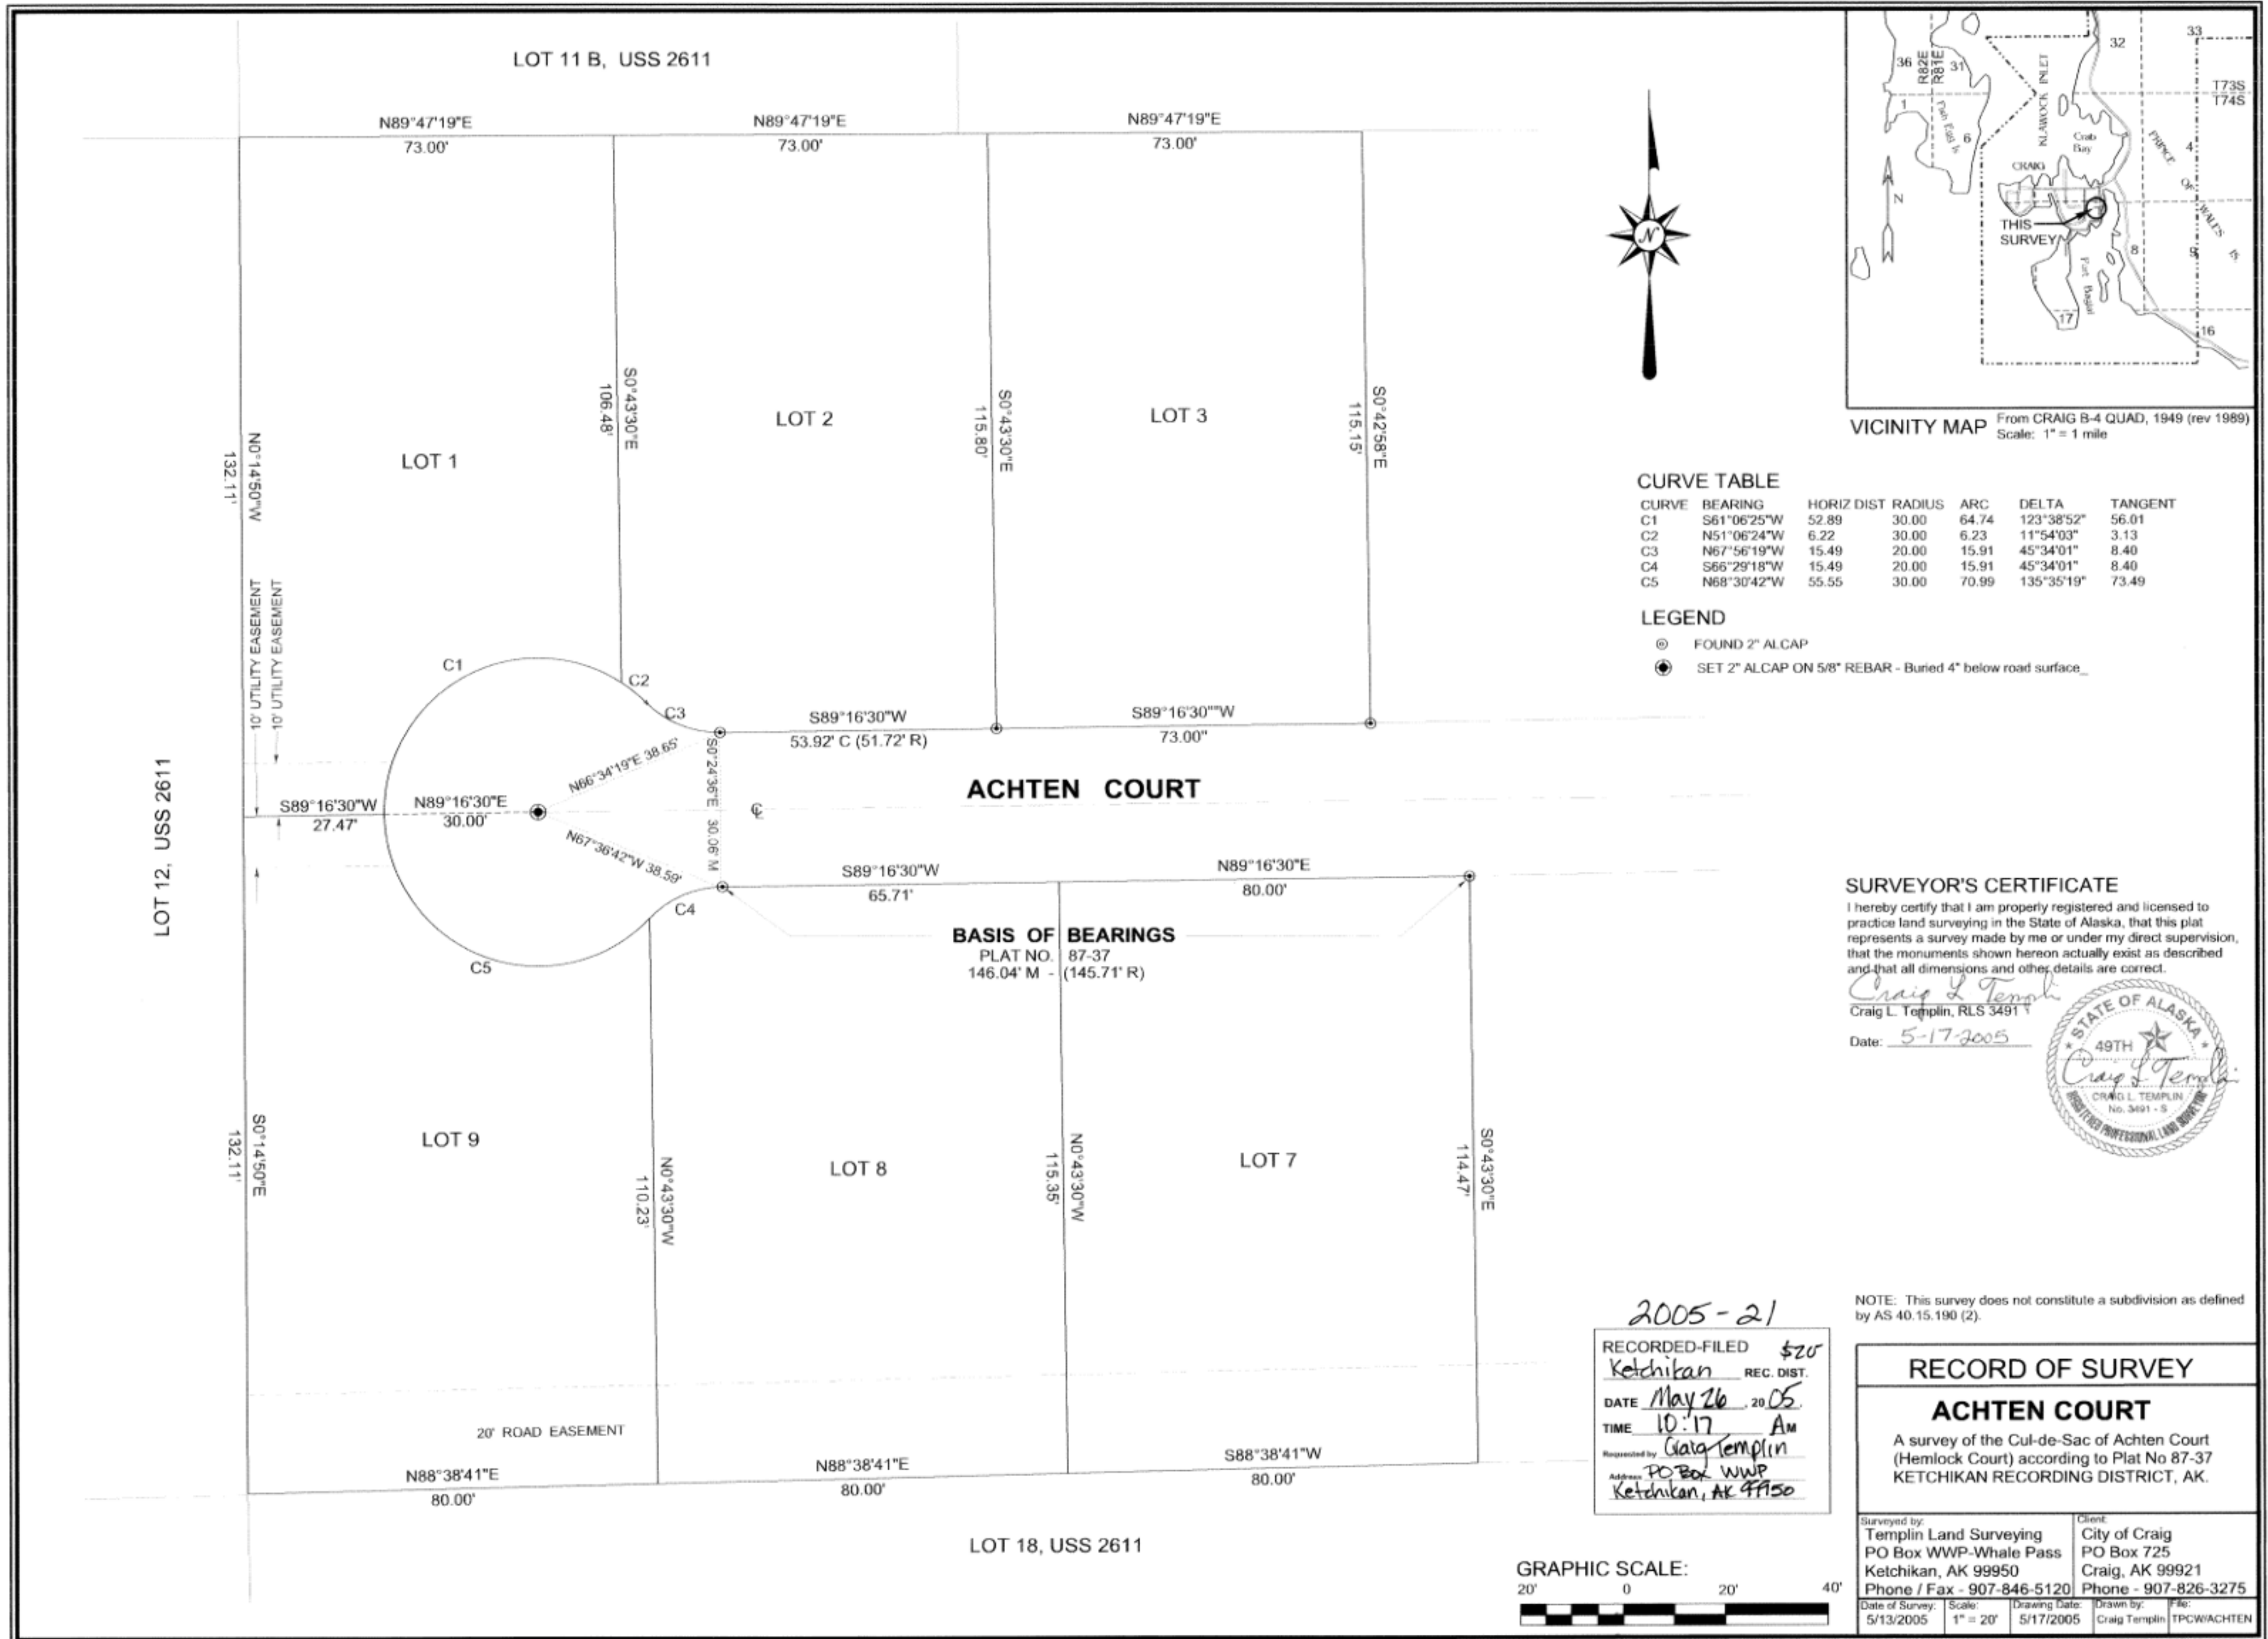 LOT 11 B, USS 2611
N89°47'19"E
73.00'
N89°47'19"E
73.00'
N89°47'19"E
73.00'
N0°14'50"W
132.11'
LOT 1
S0°43'30"E
106.48'
LOT 2
S0°43'30"E
115.80'
LOT 3
S0°42'58"E
115.15'
10' UTILITY EASEMENT
10' UTILITY EASEMENT
C1
C2
C3
S89°16'30"W
53.92' C (51.72' R)
S89°16'30""W
73.00"
N66°34'19"E 38.65'
S0°24'36"E 30.06' M
ACHTEN COURT
LOT 12, USS 2611
S89°16'30"W
27.47'
N89°16'30"E
30.00'
N67°36'42"W 38.59'
S89°16'30"W
65.71'
N89°16'30"E
80.00'
C4
C5
BASIS OF BEARINGS
PLAT NO. 87-37
146.04' M - (145.71' R)
S0°14'50"E
132.11'
LOT 9
N0°43'30"W
110.23'
LOT 8
N0°43'30"W
115.35'
LOT 7
S0°43'30"E
114.47'
20' ROAD EASEMENT
N88°38'41"E
80.00'
N88°38'41"E
80.00'
S88°38'41"W
80.00'
LOT 18, USS 2611
N
36
R82E
R81E
31
32
33
T73S
T74S
1
Fish Egg Is
6
KLAWOCK INLET
Crab
Bay
4
PRINCE OF WALES IS.
CRAIG
N
THIS
SURVEY
8
9
Port Bagial
17
16
VICINITY MAP
From CRAIG B-4 QUAD, 1949 (rev 1989)
Scale: 1" = 1 mile
CURVE TABLE
CURVE BEARING HORIZ DIST RADIUS ARC DELTA TANGENT
C1 S61°06'25"W 52.89 30.00 64.74 123°38'52" 56.01
C2 N51°06'24"W 6.22 30.00 6.23 11°54'03" 3.13
C3 N67°56'19"W 15.49 20.00 15.91 45°34'01" 8.40
C4 S66°29'18"W 15.49 20.00 15.91 45°34'01" 8.40
C5 N68°30'42"W 55.55 30.00 70.99 135°35'19" 73.49
LEGEND
FOUND 2" ALCAP
SET 2" ALCAP ON 5/8" REBAR - Buried 4" below road surface_
SURVEYOR'S CERTIFICATE
I hereby certify that I am properly registered and licensed to
practice land surveying in the State of Alaska, that this plat
represents a survey made by me or under my direct supervision,
that the monuments shown hereon actually exist as described
and that all dimensions and other details are correct.
Craig L Templin
Craig L. Templin, RLS 3491
Date: 5-17-2005
STATE OF ALASKA
49TH
Craig L Templin
CRAIG L. TEMPLIN
No. 3491 - S
REGISTERED PROFESSIONAL LAND SURVEYOR
NOTE: This survey does not constitute a subdivision as defined
by AS 40.15.190 (2).
2005-21
RECORDED-FILED $20
Ketchikan REC. DIST.
DATE May 26, 2005
TIME 10:17 AM
Requested by Craig Templin
Address PO Box WWP
Ketchikan, AK 99950
RECORD OF SURVEY
ACHTEN COURT
A survey of the Cul-de-Sac of Achten Court
(Hemlock Court) according to Plat No 87-37
KETCHIKAN RECORDING DISTRICT, AK.
Surveyed by:
Templin Land Surveying
PO Box WWP-Whale Pass
Ketchikan, AK 99950
Phone / Fax - 907-846-5120
Client:
City of Craig
PO Box 725
Craig, AK 99921
Phone - 907-826-3275
Date of Survey: 5/13/2005
Scale: 1" = 20'
Drawing Date: 5/17/2005
Drawn by: Craig Templin
File: TPCW/ACHTEN
GRAPHIC SCALE:
20' 0 20' 40'